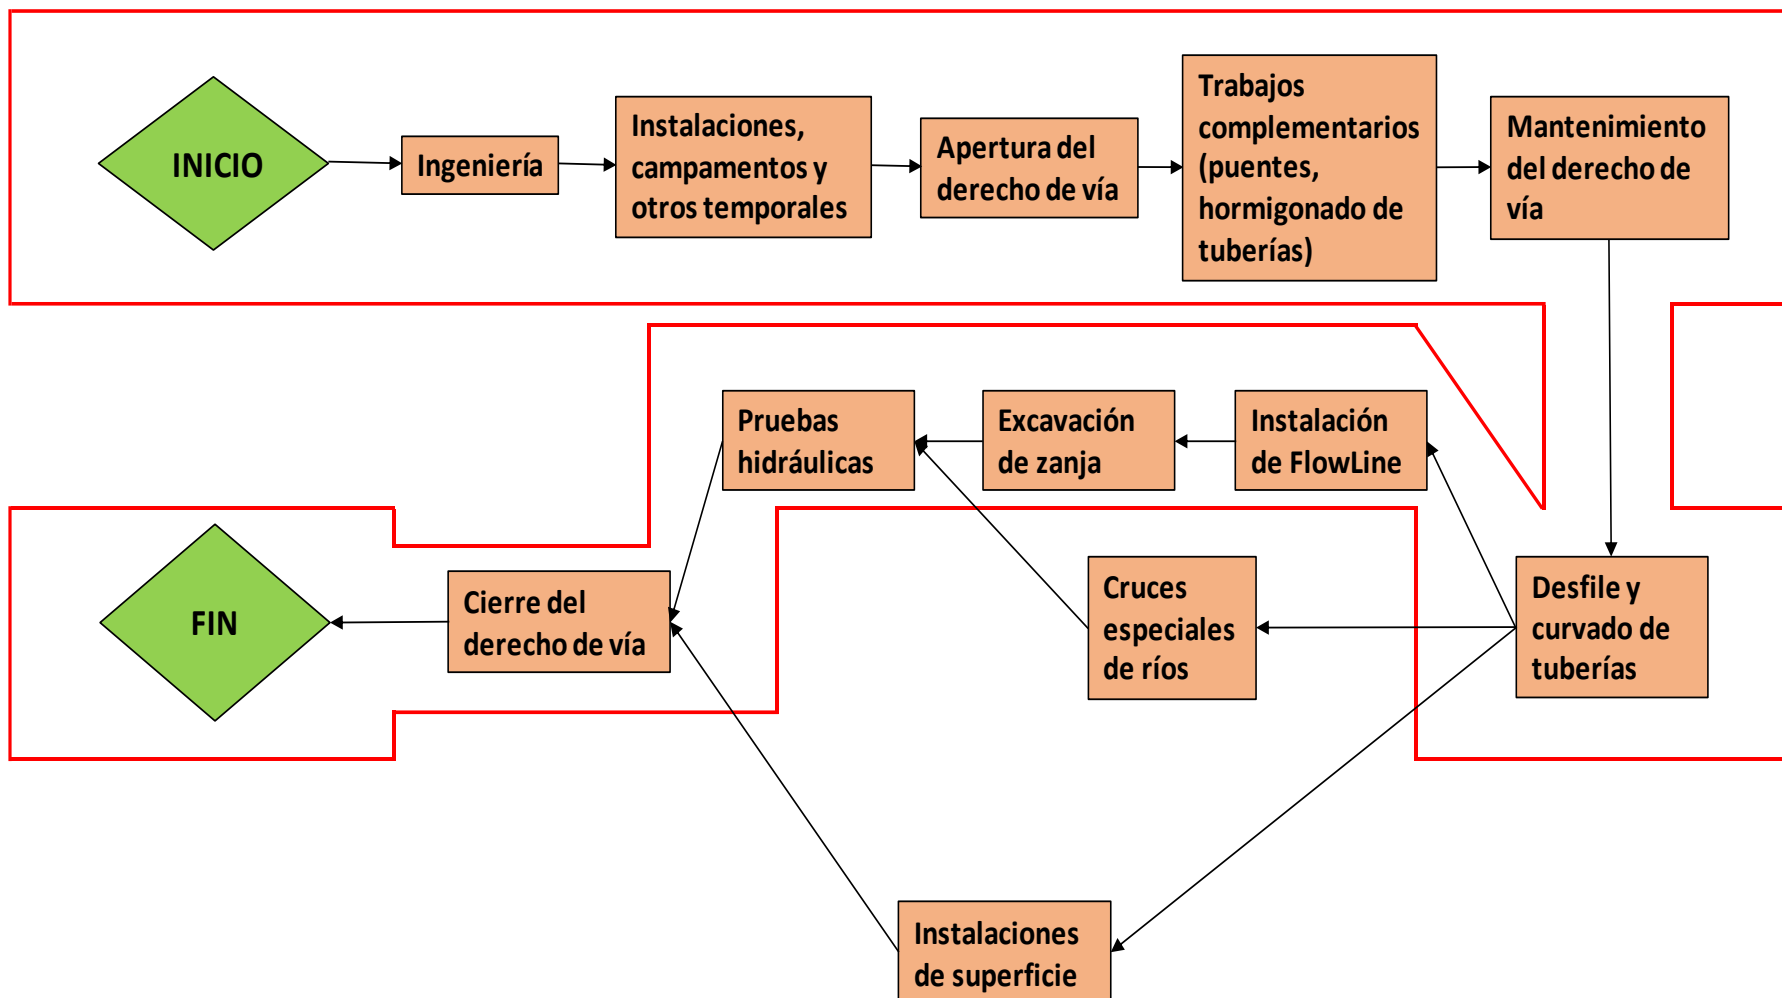 INICIO
Ingeniería
Instalaciones,
campamentos y
otros temporales
Apertura del
derecho de vía
Trabajos
complementarios
(puentes,
hormigonado de
tuberías)
Mantenimiento
del derecho de
vía
Pruebas
hidráulicas
Excavación
de zanja
Instalación
de FlowLine
FIN
Cierre del
derecho de vía
Cruces
especiales
de ríos
Desfile y
curvado de
tuberías
Instalaciones
de superficie